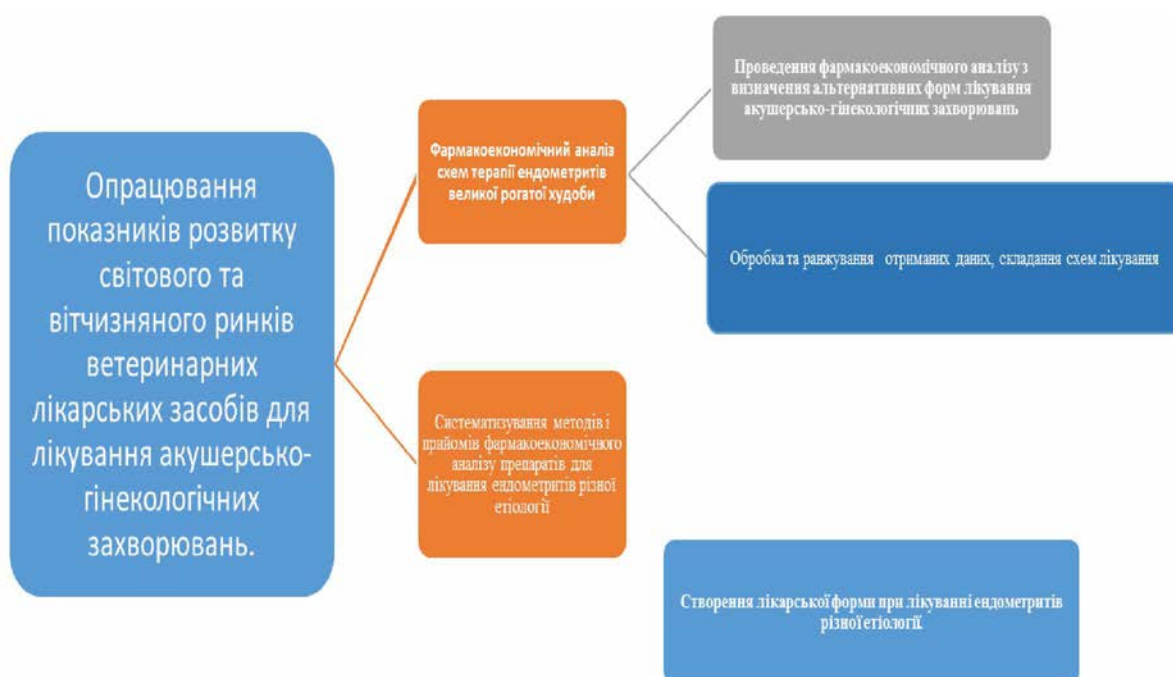 Опрацювання
показників розвитку
світового та
вітчизняного ринків
ветеринарних
лікарських засобів для
лікування акушерсько-
гінекологічних
захворювань.
Фармакоекономічний аналіз
схем терапії ендометритів
великої рогатої худоби
Систематизування методів і
прийомів фармакоекономічного
аналізу препаратів для
лікування ендометритів різної
етіології
Проведення фармакоекономічного аналізу з
визначення альтернативних форм лікування
акушерсько-гінекологічних захворювань
Обробка та ранжування отриманих даних, складання схем лікування
Створення лікарської форми при лікуванні ендометритів
різної етіології.